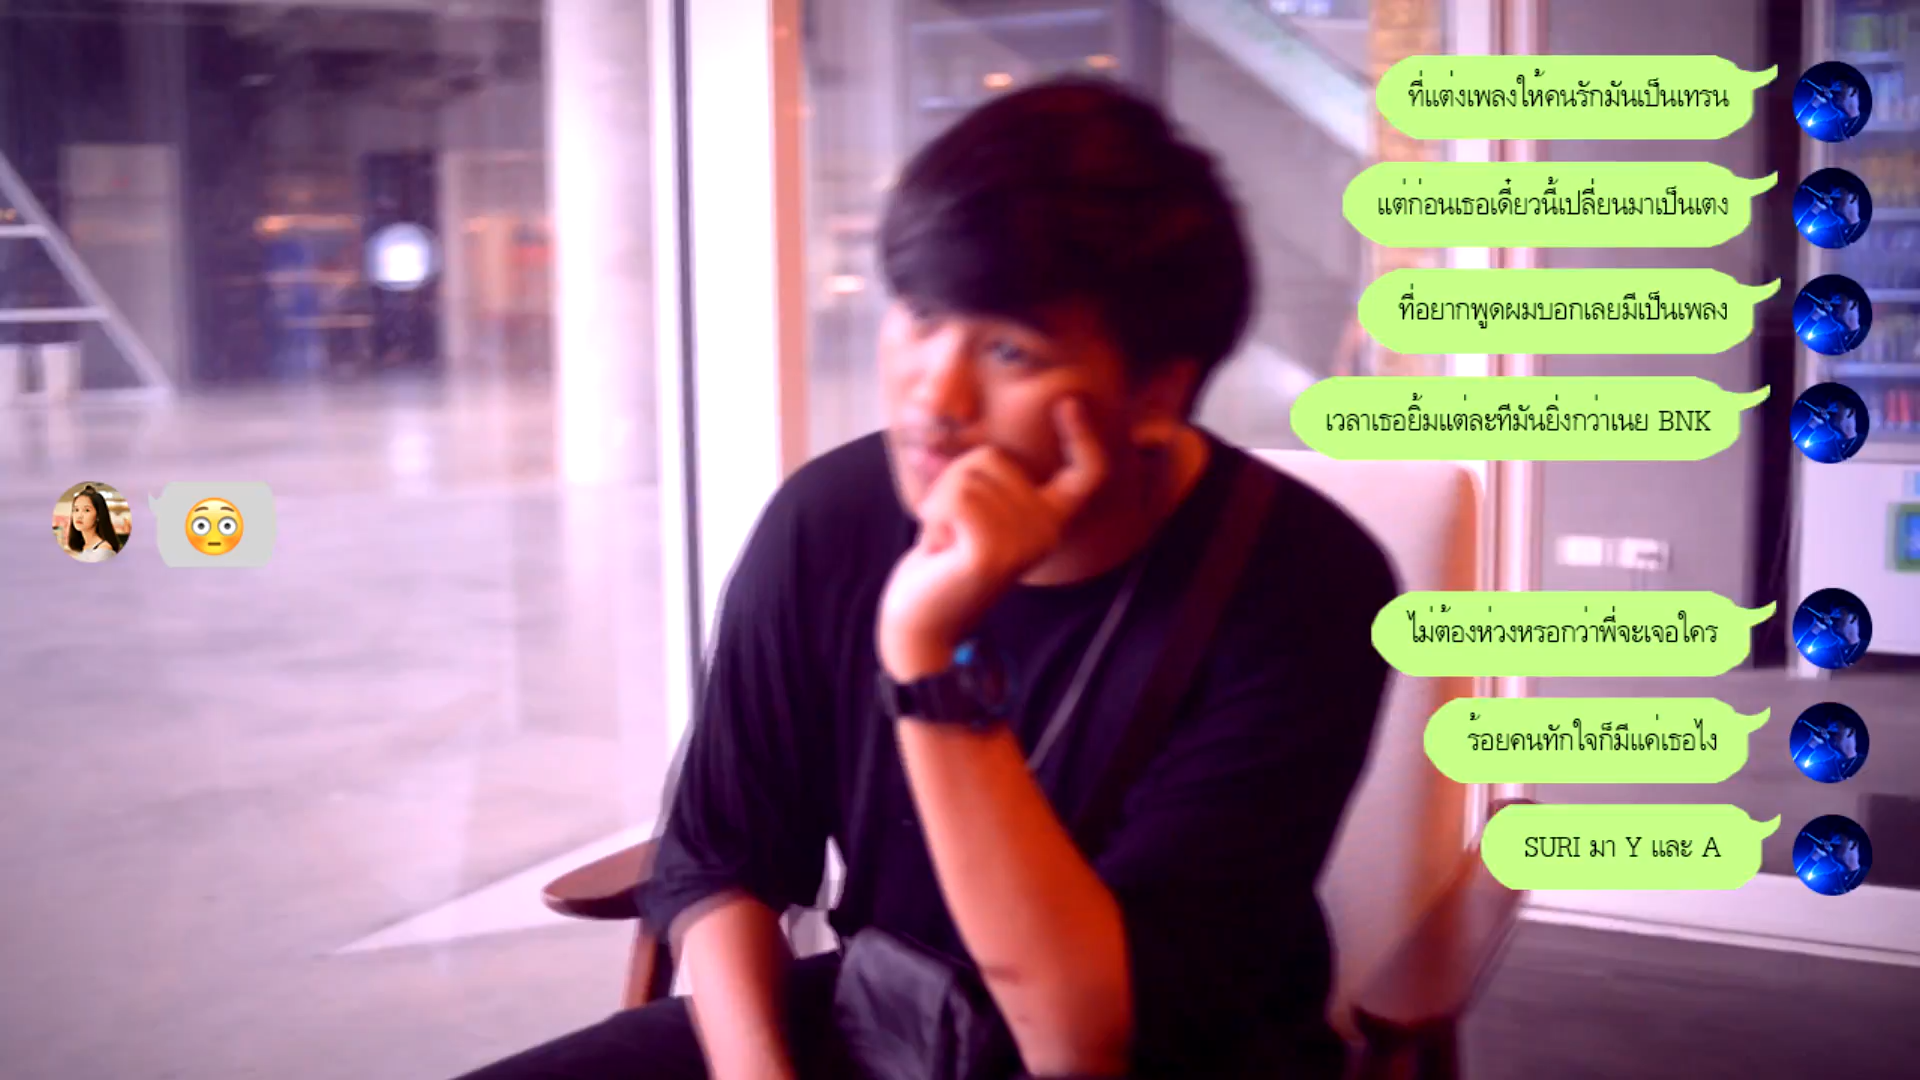 ที่แต่งเพลงให้คนรักมันเป็นเทรน
แต่ก่อนเธอเดี๋ยวนี้เปลี่ยนมาเป็นเตง
ที่อยากพูดผมบอกเลยมีเป็นเพลง
เวลาเธอยิ้มแต่ละทีมันยิ่งกว่าเนย BNK
😳
ไม่ต้องห่วงหรอกว่าพี่จะเจอใคร
ร้อยคนทักใจก็มีแค่เธอไง
SURI มา Y และ A